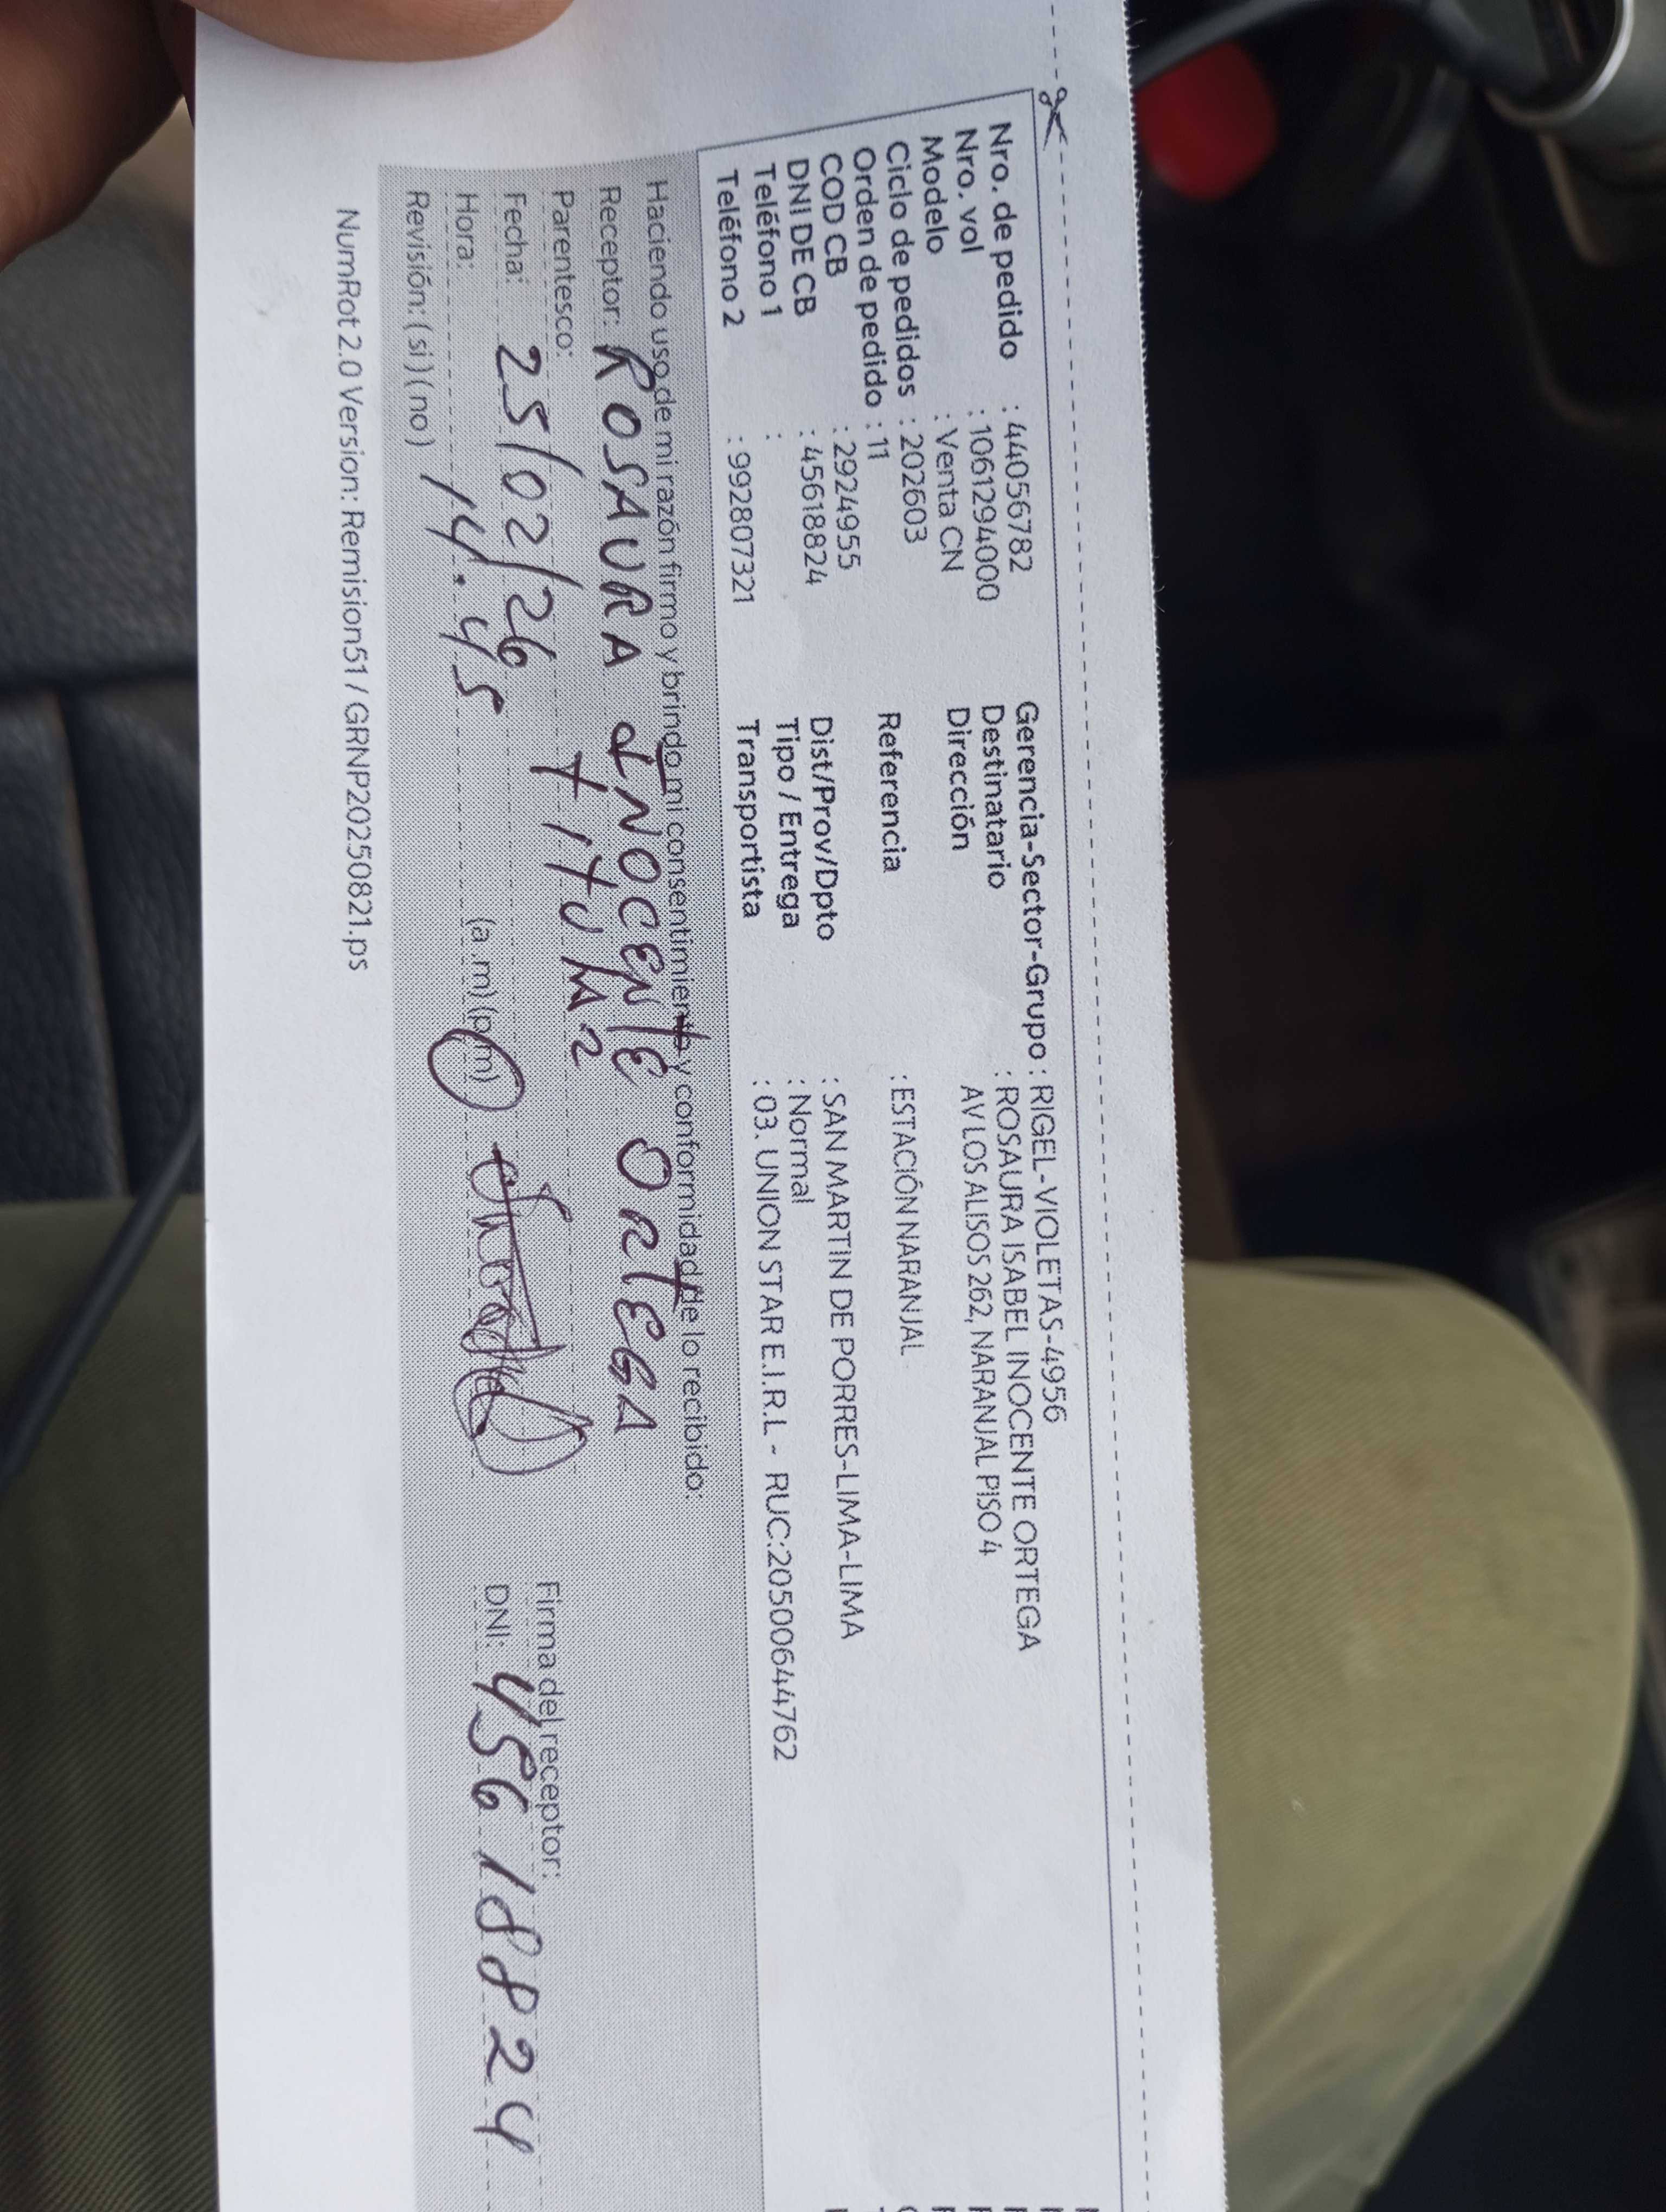 Nro. de pedido : 44056782
Nro. vol : 1061294000
Modelo : Venta CN
Ciclo de pedidos : 202603
Orden de pedido : 11
COD CB : 2924955
DNI DE CB : 45618824
Teléfono 1 :
Teléfono 2 : 992807321
Gerencia-Sector-Grupo : RIGEL-VIOLETAS-4956
Destinatario : ROSAURA ISABEL INOCENTE ORTEGA
Dirección AV LOS ALISOS 262, NARANJAL PISO 4
Referencia : ESTACIÓN NARANJAL
Dist/Prov/Dpto : SAN MARTIN DE PORRES-LIMA-LIMA
Tipo / Entrega : Normal
Transportista : 03. UNION STAR E.I.R.L - RUC:20500644762
Haciendo uso de mi razón firmo y brindo mi consentimiento y conformidad de lo recibido:
Receptor: ROSAURA INOCENTE ORTEGA
Parentesco:
Fecha: 25/02/26
Hora: 14.45 (a.m) (p.m)
Revisión: ( si ) ( no )
Firma del receptor:
DNI: 45618824
NumRot 2.0 Version: Remision51 / GRNP20250821.ps